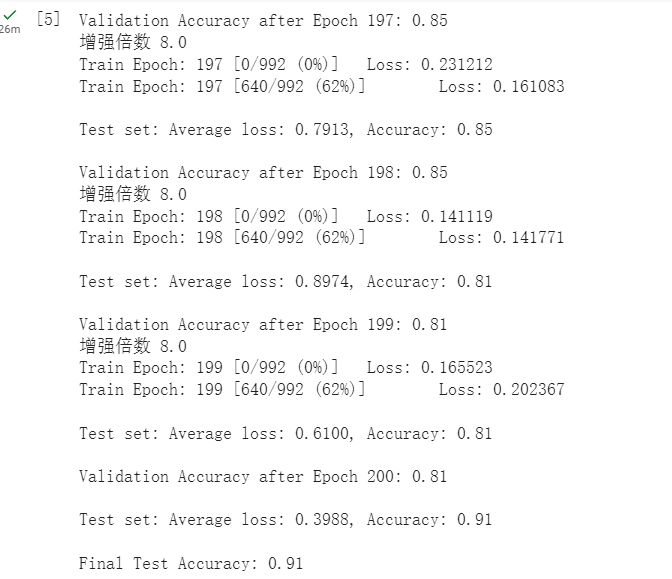 [5] Validation Accuracy after Epoch 197: 0.85
26m
增强倍数 8.0
Train Epoch: 197 [0/992 (0%)] Loss: 0.231212
Train Epoch: 197 [640/992 (62%)] Loss: 0.161083
Test set: Average loss: 0.7913, Accuracy: 0.85
Validation Accuracy after Epoch 198: 0.85
增强倍数 8.0
Train Epoch: 198 [0/992 (0%)] Loss: 0.141119
Train Epoch: 198 [640/992 (62%)] Loss: 0.141771
Test set: Average loss: 0.8974, Accuracy: 0.81
Validation Accuracy after Epoch 199: 0.81
增强倍数 8.0
Train Epoch: 199 [0/992 (0%)] Loss: 0.165523
Train Epoch: 199 [640/992 (62%)] Loss: 0.202367
Test set: Average loss: 0.6100, Accuracy: 0.81
Validation Accuracy after Epoch 200: 0.81
Test set: Average loss: 0.3988, Accuracy: 0.91
Final Test Accuracy: 0.91